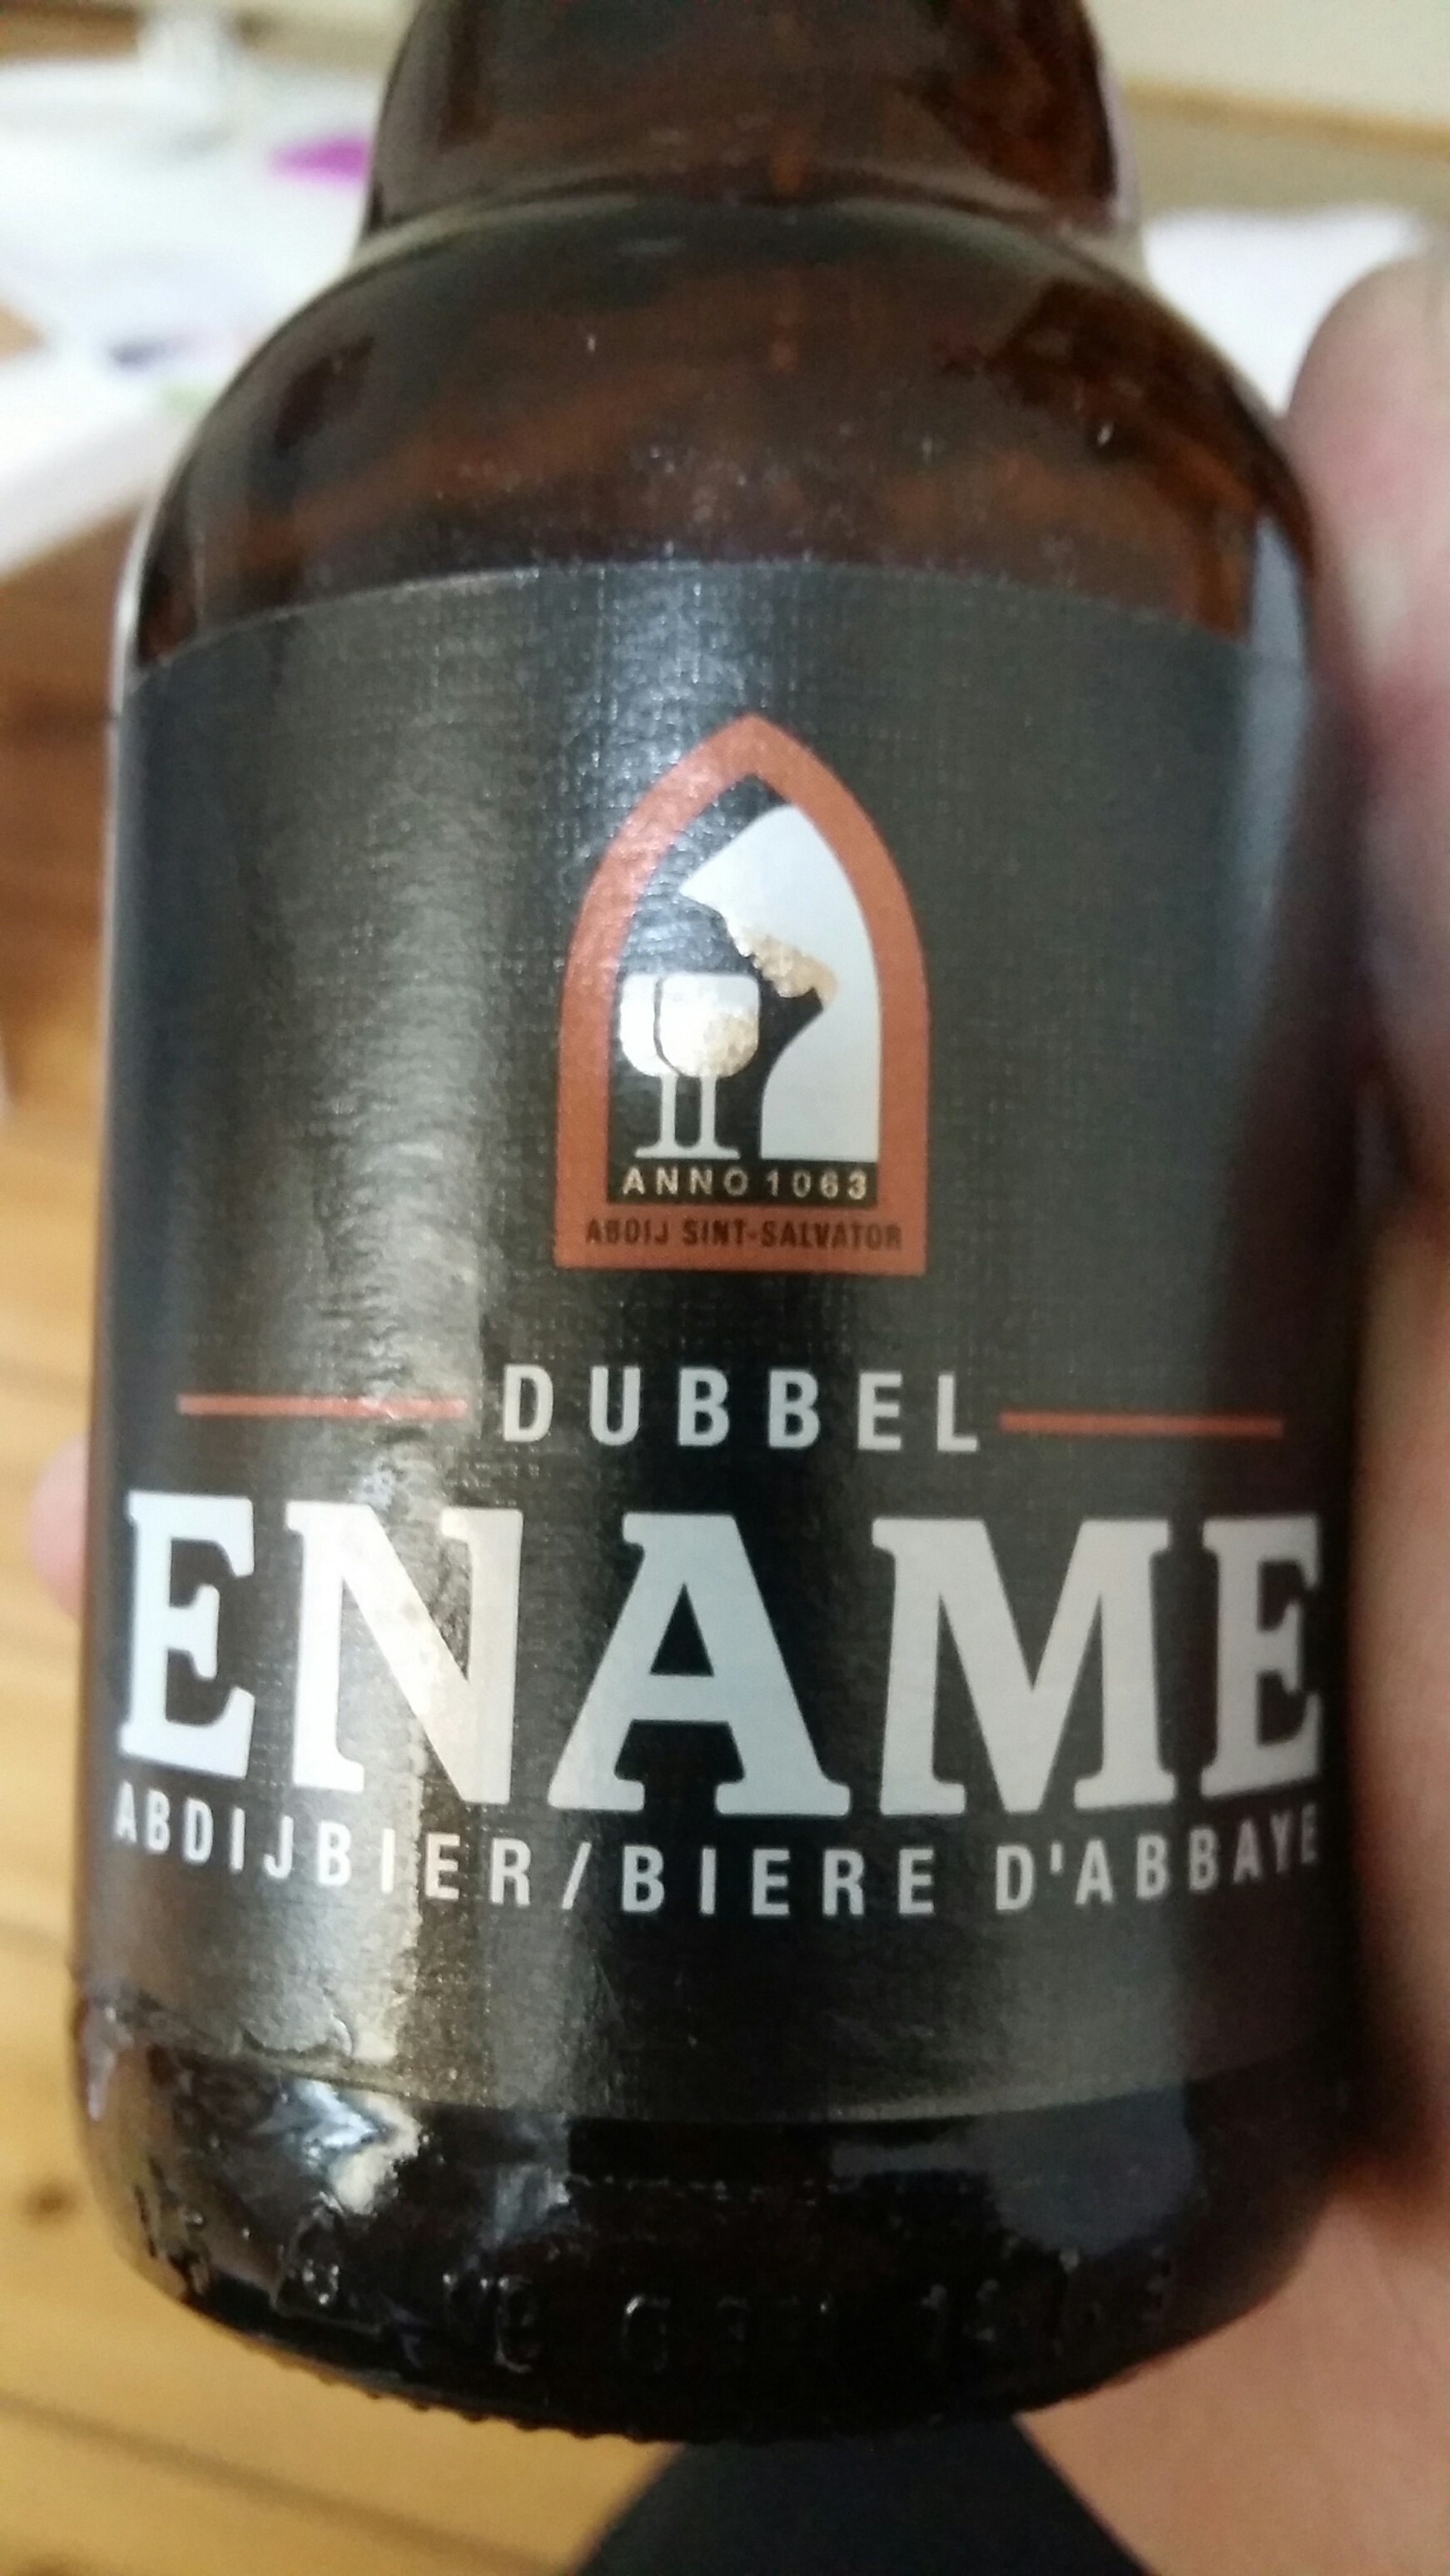 ANNO 1063
ABDIJ SINT-SALVATOR
DUBBEL
ENAME
ABDIJBIER/BIERE D'ABBAYE